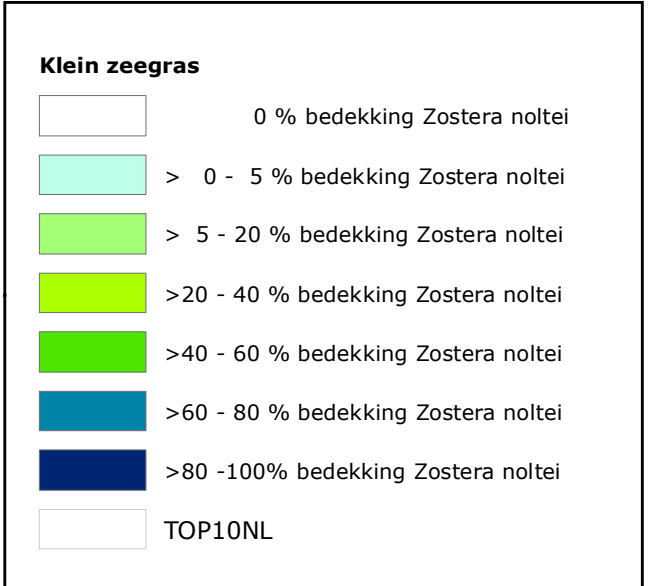 Klein zeegras
0 % bedekking Zostera noltei
> 0 - 5 % bedekking Zostera noltei
> 5 - 20 % bedekking Zostera noltei
>20 - 40 % bedekking Zostera noltei
>40 - 60 % bedekking Zostera noltei
>60 - 80 % bedekking Zostera noltei
>80 -100% bedekking Zostera noltei
TOP10NL